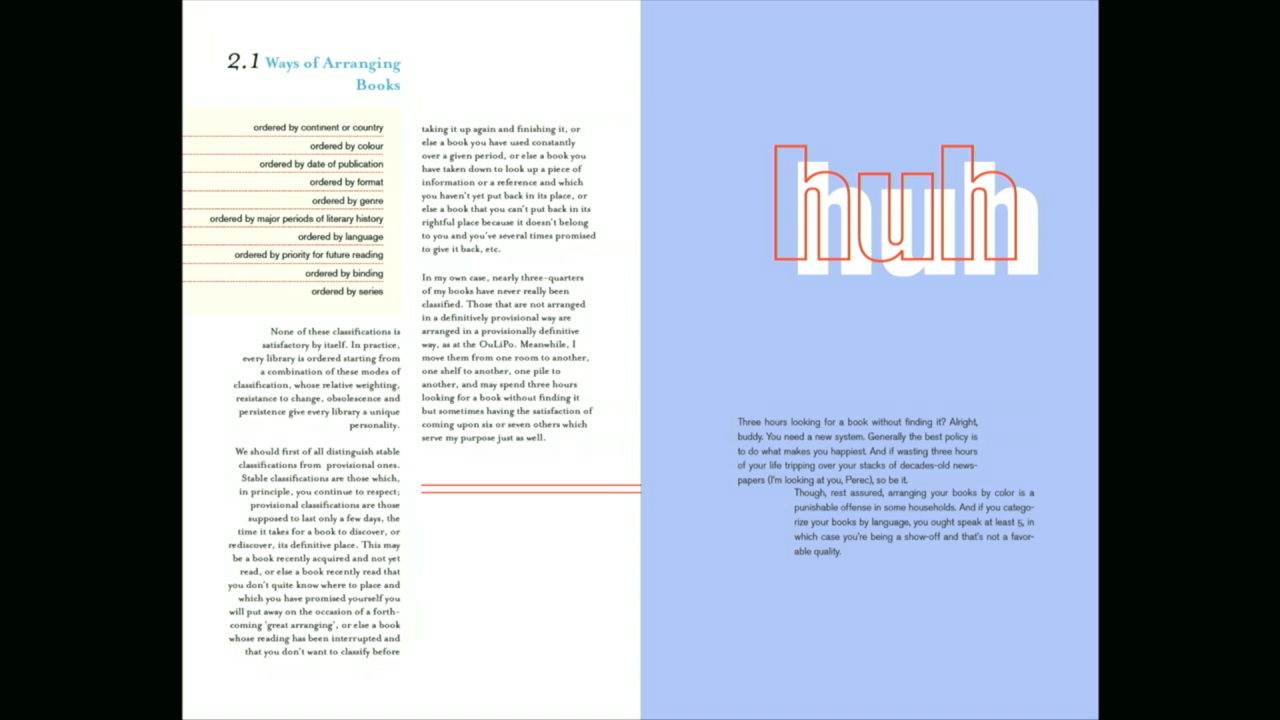 2.1 Ways of Arranging
Books
ordered by continent or country
ordered by colour
ordered by date of publication
ordered by format
ordered by genre
ordered by major periods of literary history
ordered by language
ordered by priority for future reading
ordered by binding
ordered by series
None of these classifications is
satisfactory by itself. In practice,
every library is ordered starting from
a combination of these modes of
classification, whose relative weighting,
resistance to change, obsolescence and
persistence give every library a unique
personality.
We should first of all distinguish stable
classifications from provisional ones.
Stable classifications are those which,
in principle, you continue to respect;
provisional classifications are those
supposed to last only a few days, the
time it takes for a book to discover, or
rediscover, its definitive place. This may
be a book recently acquired and not yet
read, or else a book recently read that
you don't quite know where to place and
which you have promised yourself you
will put away on the occasion of a forth-
coming 'great arranging', or else a book
whose reading has been interrupted and
that you don't want to classify before
taking it up again and finishing it, or
else a book you have used constantly
over a given period, or else a book you
have taken down to look up a piece of
information or a reference and which
you haven't yet put back in its place, or
else a book that you can't put back in its
rightful place because it doesn't belong
to you and you've several times promised
to give it back, etc.
In my own case, nearly three-quarters
of my books have never really been
classified. Those that are not arranged
in a definitively provisional way are
arranged in a provisionally definitive
way, as at the OuLiPo. Meanwhile, I
move them from one room to another,
one shelf to another, one pile to
another, and may spend three hours
looking for a book without finding it
but sometimes having the satisfaction of
coming upon six or seven others which
serve my purpose just as well.
huh
Three hours looking for a book without finding it? Alright,
buddy. You need a new system. Generally the best policy is
to do what makes you happiest. And if wasting three hours
of your life tripping over your stacks of decades-old news-
papers (I'm looking at you, Perec), so be it.
Though, rest assured, arranging your books by color is a
punishable offense in some households. And if you catego-
rize your books by language, you ought speak at least 5, in
which case you're being a show-off and that's not a favor-
able quality.